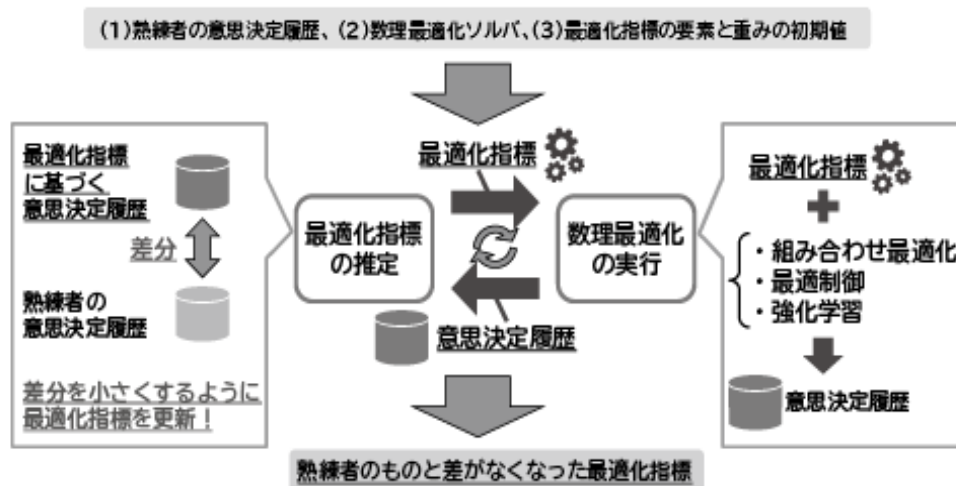 (1)熟練者の意思決定履歴、(2)数理最適化ソルバ、(3)最適化指標の要素と重みの初期値
最適化指標
に基づく
意思決定履歴
差分
熟練者の
意思決定履歴
差分を小さくするように
最適化指標を更新！
最適化指標
の推定
最適化指標
意思決定履歴
数理最適化
の実行
最適化指標
・組み合わせ最適化
・最適制御
・強化学習
意思決定履歴
熟練者のものと差がなくなった最適化指標